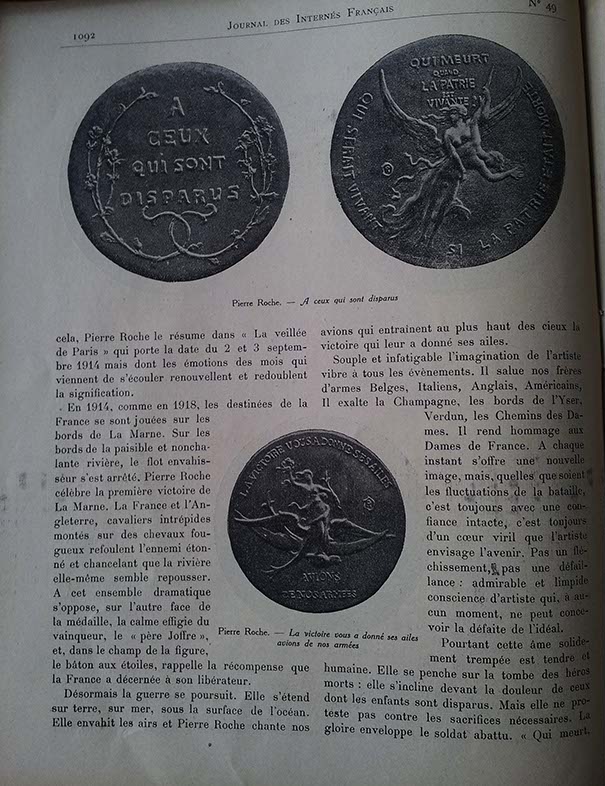 1092
JOURNAL DES INTERNÉS FRANÇAIS
N° 49
A
CEUX
QUI SONT
DISPARUS
QUI MEURT
QUAND
LA PATRIE
EST
VIVANTE
QUI SERAIT VIVANT
SI LA PATRIE ETAIT MORTE
Pierre Roche. — A ceux qui sont disparus
cela, Pierre Roche le résume dans « La veillée
de Paris » qui porte la date du 2 et 3 septem-
bre 1914 mais dont les émotions des mois qui
viennent de s'écouler renouvellent et redoublent
la signification.
En 1914, comme en 1918, les destinées de la
France se sont jouées sur les
bords de La Marne. Sur les
bords de la paisible et noncha-
lante rivière, le flot envahis-
seur s'est arrêté. Pierre Roche
célèbre la première victoire de
La Marne. La France et l'An-
gleterre, cavaliers intrépides
montés sur des chevaux fou-
gueux refoulent l'ennemi éton-
né et chancelant que la rivière
elle-même semble repousser.
A cet ensemble dramatique
s'oppose, sur l'autre face de
la médaille, la calme effigie du
vainqueur, le « père Joffre »,
et, dans le champ de la figure,
le bâton aux étoiles, rappelle la récompense que
la France a décernée à son libérateur.
Désormais la guerre se poursuit. Elle s'étend
sur terre, sur mer, sous la surface de l'océan.
Elle envahit les airs et Pierre Roche chante nos
LA VICTOIRE VOUS A DONNE SES AILES
AVIONS
DE NOS ARMEES
Pierre Roche. — La victoire vous a donné ses ailes
avions de nos armées
avions qui entrainent au plus haut des cieux la
victoire qui leur a donné ses ailes.
Souple et infatigable l'imagination de l'artiste
vibre à tous les évènements. Il salue nos frères
d'armes Belges, Italiens, Anglais, Américains,
Il exalte la Champagne, les bords de l'Yser,
Verdun, les Chemins des Da-
mes. Il rend hommage aux
Dames de France. A chaque
instant s'offre une nouvelle
image, mais, quelles que soient
les fluctuations de la bataille,
c'est toujours avec une con-
fiance intacte, c'est toujours
d'un cœur viril que l'artiste
envisage l'avenir. Pas un flé-
chissement, pas une défail-
lance : admirable et limpide
conscience d'artiste qui, à au-
cun moment, ne peut conce-
voir la défaite de l'idéal.
Pourtant cette âme solide-
ment trempée est tendre et
humaine. Elle se penche sur la tombe des héros
morts : elle s'incline devant la douleur de ceux
dont les enfants sont disparus. Mais elle ne pro-
teste pas contre les sacrifices nécessaires. La
gloire enveloppe le soldat abattu. « Qui meurt,